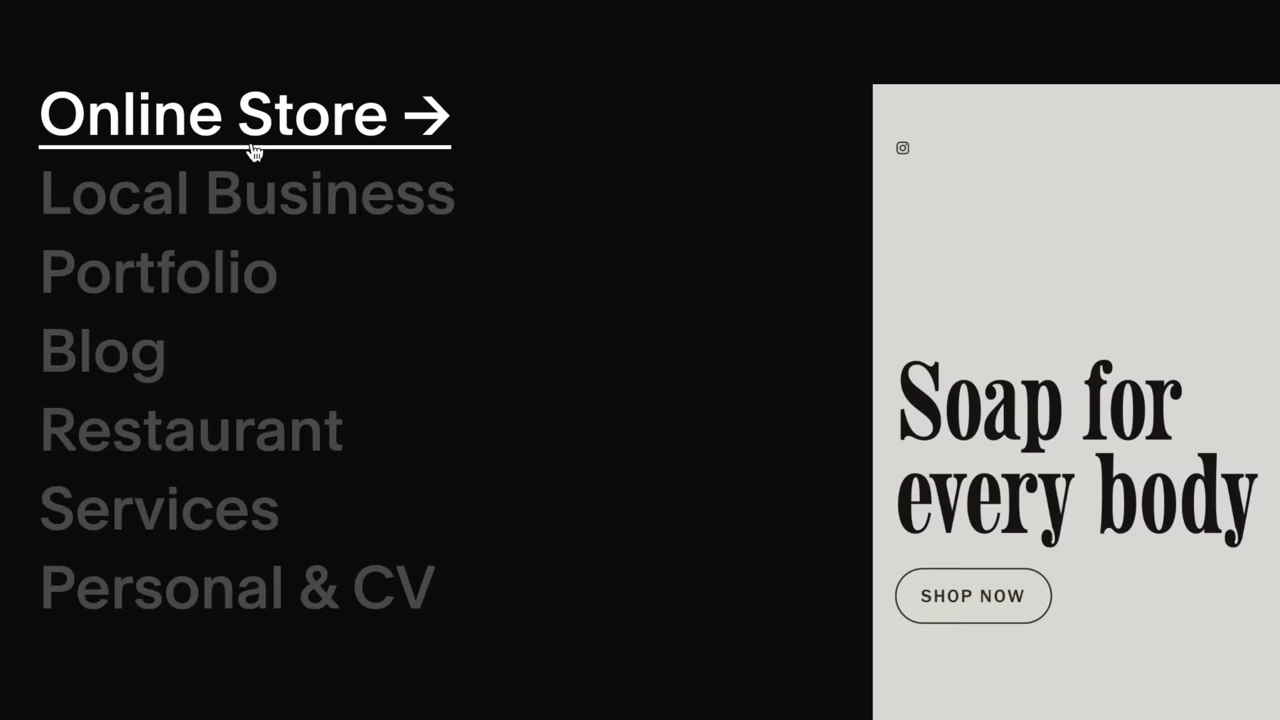 Online Store →
Local Business
Portfolio
Blog
Restaurant
Services
Personal & CV
Soap for
every body
SHOP NOW